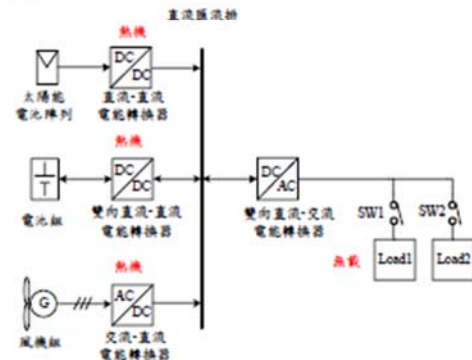 直流匯流排
熱機
DC
DC
太陽能
電池陣列
直流-直流
電能轉換器
熱機
DC
DC
電池組
雙向直流-直流
電能轉換器
DC
AC
雙向直流-交流
電能轉換器
SW1
SW2
無載
Load1
Load2
熱機
G
AC
DC
風機組
交流-直流
電能轉換器